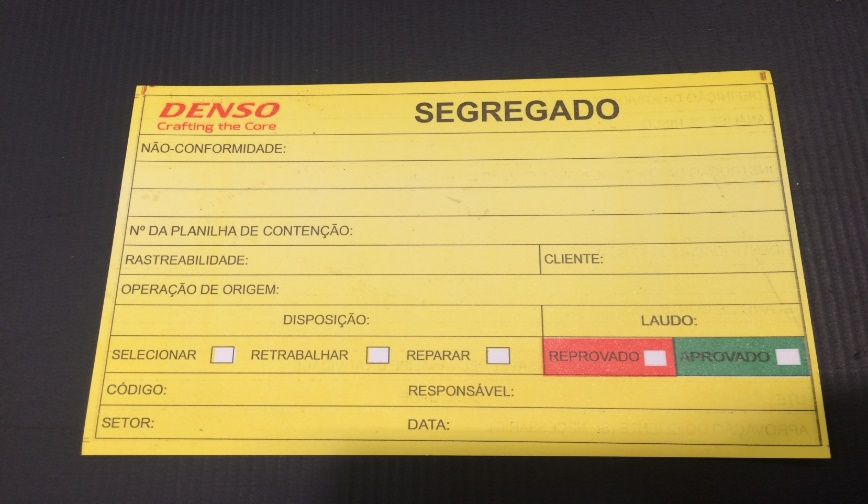 DENSO
Crafting the Core
SEGREGADO
NÃO-CONFORMIDADE:
Nº DA PLANILHA DE CONTENÇÃO:
RASTREABILIDADE:
CLIENTE:
OPERAÇÃO DE ORIGEM:
DISPOSIÇÃO:
LAUDO:
SELECIONAR RETRABALHAR REPARAR REPROVADO APROVADO
CÓDIGO: RESPONSÁVEL:
SETOR: DATA: